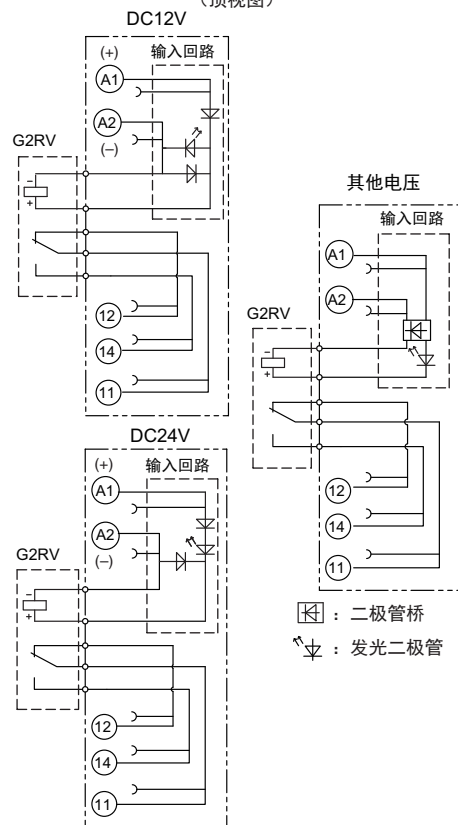 (顶视图)
DC12V
(+)
输入回路
A1
A2
(–)
G2RV
–
+
12
14
11
DC24V
(+)
输入回路
A1
A2
(–)
G2RV
–
+
12
14
11
其他电压
输入回路
A1
A2
G2RV
–
+
12
14
11
：二极管桥
：发光二极管